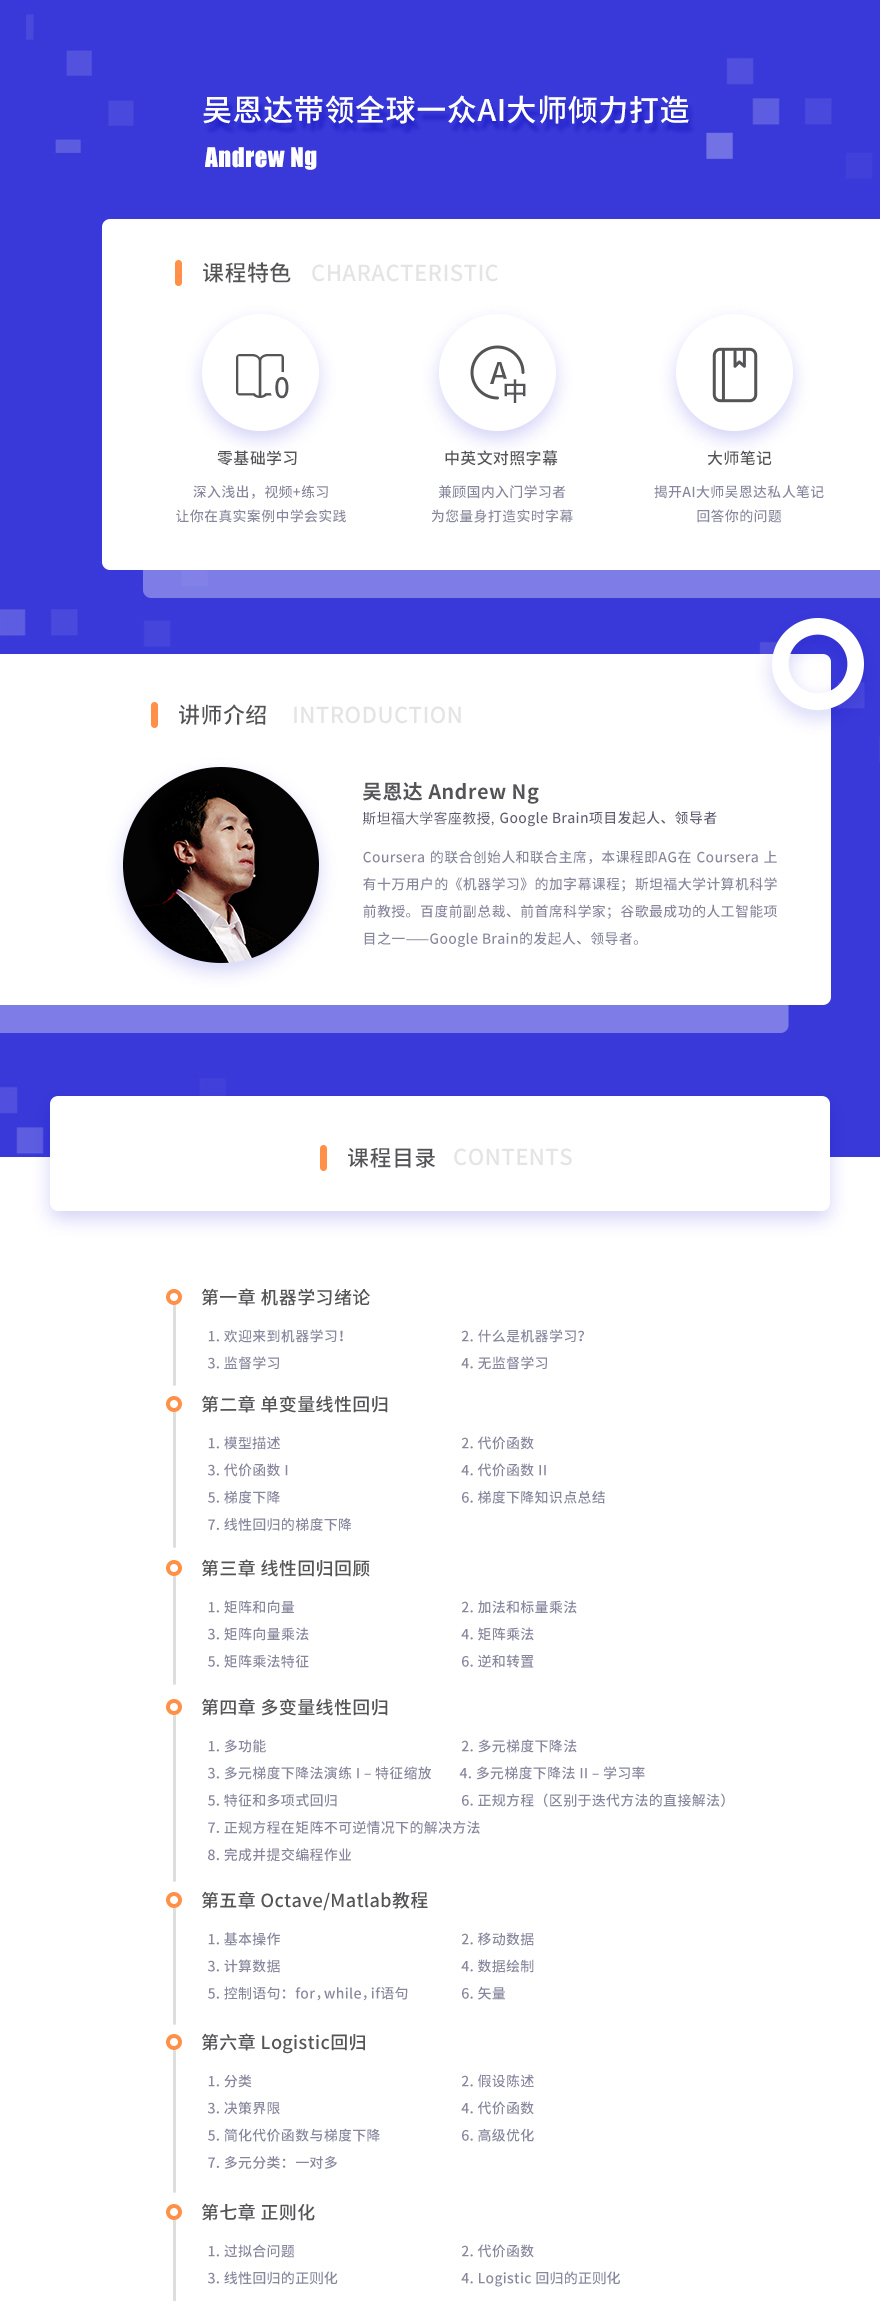 吴恩达带领全球一众AI大师倾力打造
Andrew Ng
课程特色 CHARACTERISTIC
0
A
中
零基础学习
中英文对照字幕
大师笔记
深入浅出，视频+练习
让你在真实案例中学会实践
兼顾国内入门学习者
为您量身打造实时字幕
揭开AI大师吴恩达私人笔记
回答你的问题
讲师介绍 INTRODUCTION
吴恩达 Andrew Ng
斯坦福大学客座教授, Google Brain项目发起人、领导者
Coursera 的联合创始人和联合主席，本课程即AG在 Coursera 上
有十万用户的《机器学习》的加字幕课程；斯坦福大学计算机科学
前教授。百度前副总裁、前首席科学家；谷歌最成功的人工智能项
目之一——Google Brain的发起人、领导者。
课程目录 CONTENTS
第一章 机器学习绪论
1. 欢迎来到机器学习！
2. 什么是机器学习？
3. 监督学习
4. 无监督学习
第二章 单变量线性回归
1. 模型描述
2. 代价函数
3. 代价函数 I
4. 代价函数 II
5. 梯度下降
6. 梯度下降知识点总结
7. 线性回归的梯度下降
第三章 线性回归回顾
1. 矩阵和向量
2. 加法和标量乘法
3. 矩阵向量乘法
4. 矩阵乘法
5. 矩阵乘法特征
6. 逆和转置
第四章 多变量线性回归
1. 多功能
2. 多元梯度下降法
3. 多元梯度下降法演练 I – 特征缩放
4. 多元梯度下降法 II – 学习率
5. 特征和多项式回归
6. 正规方程（区别于迭代方法的直接解法）
7. 正规方程在矩阵不可逆情况下的解决方法
8. 完成并提交编程作业
第五章 Octave/Matlab教程
1. 基本操作
2. 移动数据
3. 计算数据
4. 数据绘制
5. 控制语句：for，while，if语句
6. 矢量
第六章 Logistic回归
1. 分类
2. 假设陈述
3. 决策界限
4. 代价函数
5. 简化代价函数与梯度下降
6. 高级优化
7. 多元分类：一对多
第七章 正则化
1. 过拟合问题
2. 代价函数
3. 线性回归的正则化
4. Logistic 回归的正则化